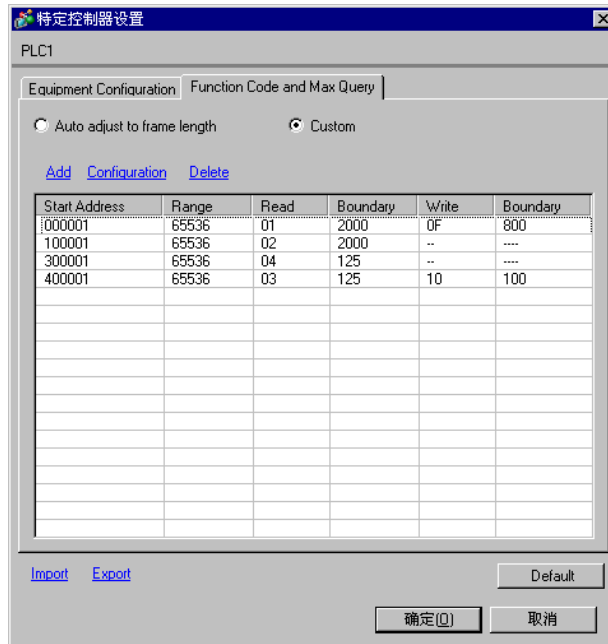 特定控制器设置
PLC1
Equipment Configuration Function Code and Max Query
Auto adjust to frame length Custom
Add Configuration Delete
Start Address Range Read Boundary Write Boundary
000001 65536 01 2000 0F 800
100001 65536 02 2000 -- ----
300001 65536 04 125 -- ----
400001 65536 03 125 10 100
Import Export Default
确定(O) 取消